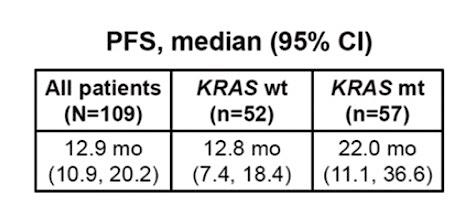 PFS, median (95% CI)
All patients KRAS wt KRAS mt
(N=109) (n=52) (n=57)
12.9 mo 12.8 mo 22.0 mo
(10.9, 20.2) (7.4, 18.4) (11.1, 36.6)